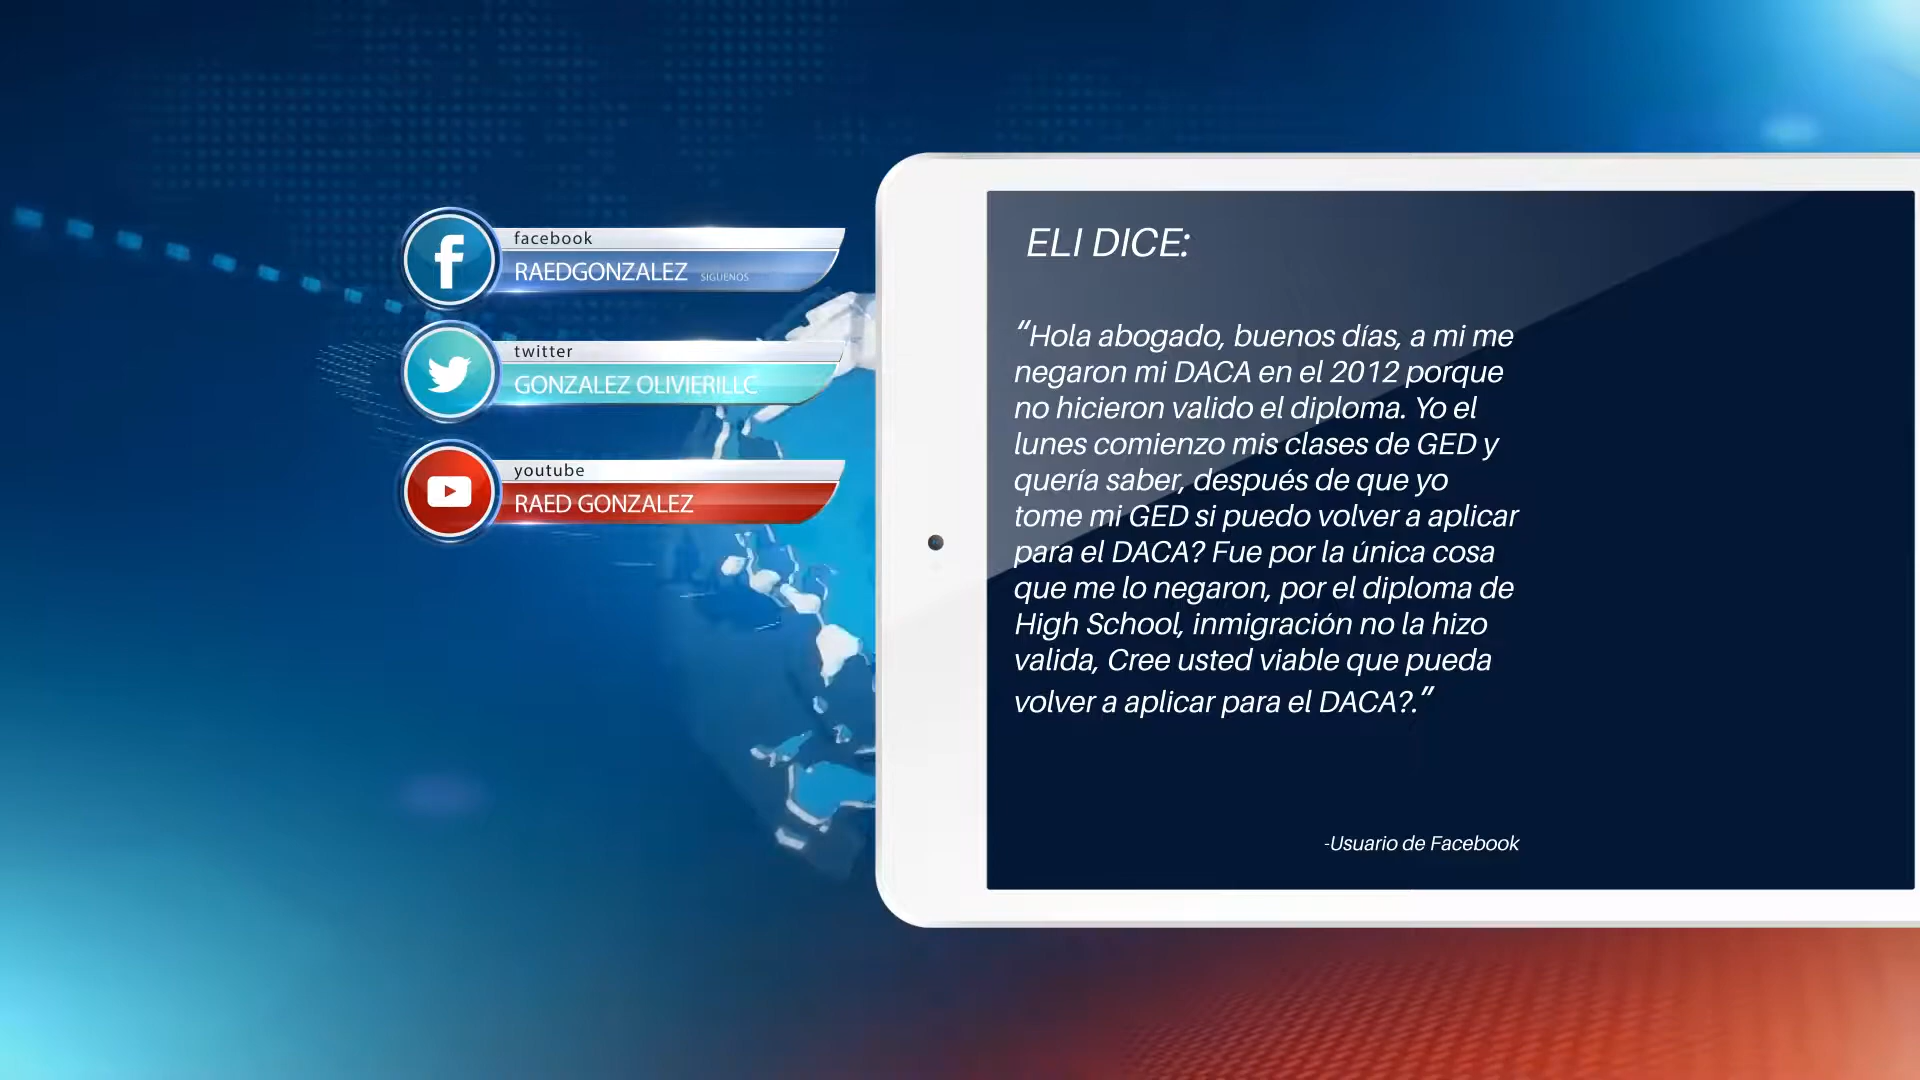 facebook
RAEDGONZALEZ SIGUENOS
twitter
GONZALEZ OLIVIERILLC
youtube
RAED GONZALEZ
ELI DICE:
“Hola abogado, buenos días, a mi me
negaron mi DACA en el 2012 porque
no hicieron valido el diploma. Yo el
lunes comienzo mis clases de GED y
quería saber, después de que yo
tome mi GED si puedo volver a aplicar
para el DACA? Fue por la única cosa
que me lo negaron, por el diploma de
High School, inmigración no la hizo
valida, Cree usted viable que pueda
volver a aplicar para el DACA?.”
-Usuario de Facebook